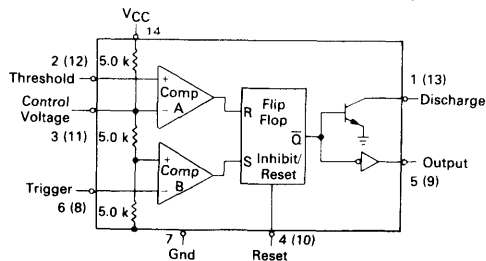 VCC
14
2 (12)
5.0 k
Threshold
+
Comp
A
−
Control
Voltage
3 (11)
5.0 k
R
Flip
Flop
Q̅
Inhibit/
Reset
S
1 (13)
Discharge
Output
5 (9)
+
Comp
B
−
Trigger
6 (8)
5.0 k
7
Gnd
4 (10)
Reset